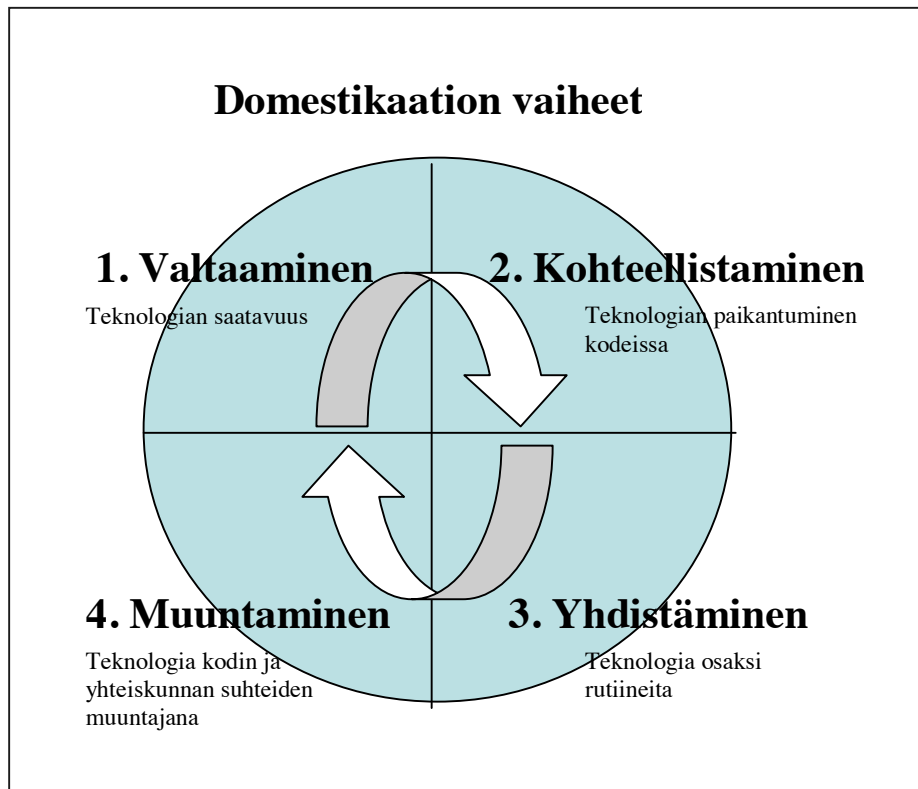 Domestikaation vaiheet
1. Valtaaminen
Teknologian saatavuus
2. Kohteellistaminen
Teknologian paikantuminen
kodeissa
3. Yhdistäminen
Teknologia osaksi
rutiineita
4. Muuntaminen
Teknologia kodin ja
yhteiskunnan suhteiden
muuntajana